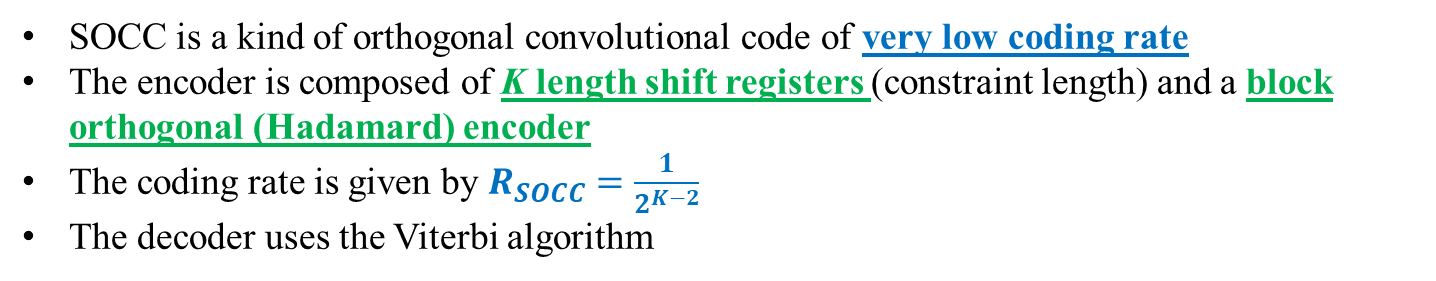 • SOCC is a kind of orthogonal convolutional code of very low coding rate
• The encoder is composed of K length shift registers (constraint length) and a block
orthogonal (Hadamard) encoder
• The coding rate is given by R_SOCC = 1/2^{K−2}
• The decoder uses the Viterbi algorithm